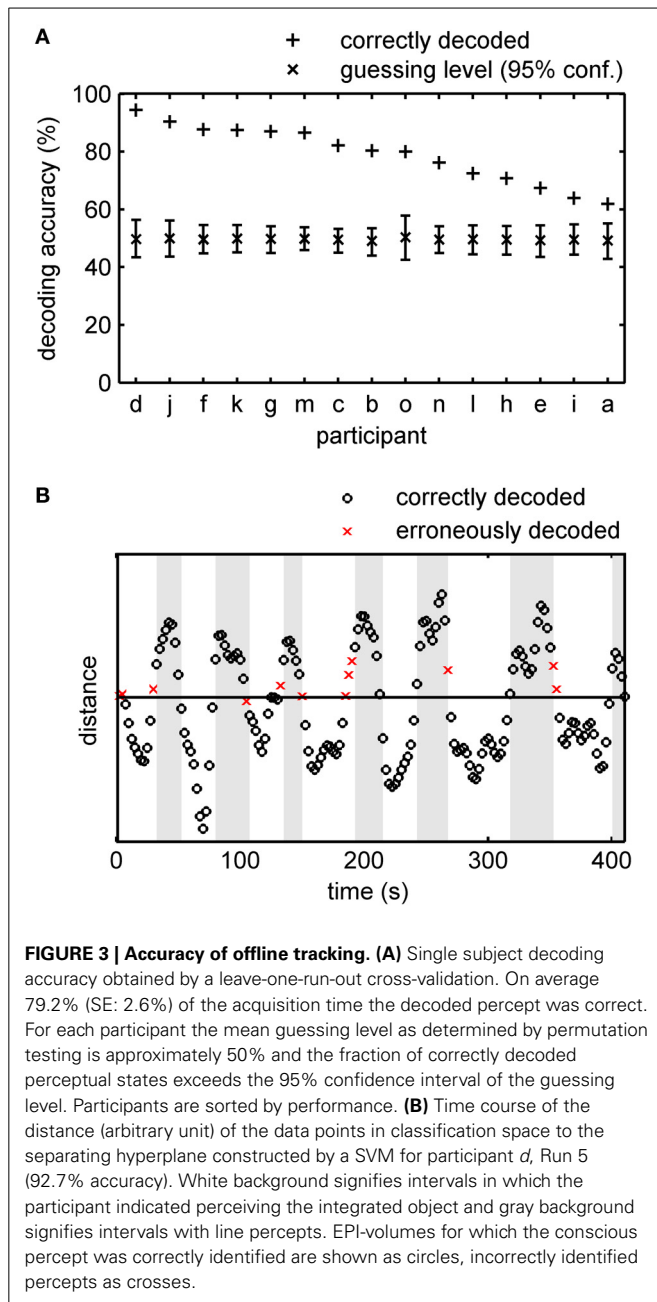 A
+ correctly decoded
× guessing level (95% conf.)
100
80
60
40
20
0
decoding accuracy (%)
d j f k g m c b o n l h e i a
participant
B
correctly decoded
× erroneously decoded
distance
0 100 200 300 400
time (s)
FIGURE 3 | Accuracy of offline tracking. (A) Single subject decoding
accuracy obtained by a leave-one-run-out cross-validation. On average
79.2% (SE: 2.6%) of the acquisition time the decoded percept was correct.
For each participant the mean guessing level as determined by permutation
testing is approximately 50% and the fraction of correctly decoded
perceptual states exceeds the 95% confidence interval of the guessing
level. Participants are sorted by performance. (B) Time course of the
distance (arbitrary unit) of the data points in classification space to the
separating hyperplane constructed by a SVM for participant d, Run 5
(92.7% accuracy). White background signifies intervals in which the
participant indicated perceiving the integrated object and gray background
signifies intervals with line percepts. EPI-volumes for which the conscious
percept was correctly identified are shown as circles, incorrectly identified
percepts as crosses.